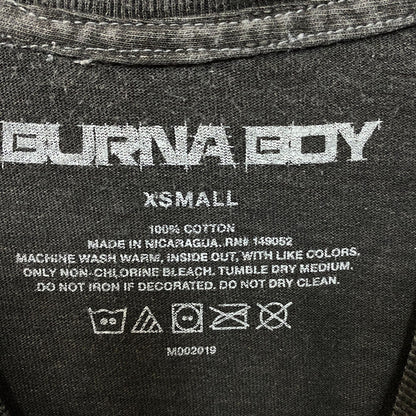 BURNA BOY
XSMALL
100% COTTON
MADE IN NICARAGUA. RN# 149052
MACHINE WASH WARM, INSIDE OUT, WITH LIKE COLORS.
ONLY NON-CHLORINE BLEACH. TUMBLE DRY MEDIUM.
DO NOT IRON IF DECORATED. DO NOT DRY CLEAN.
M002019